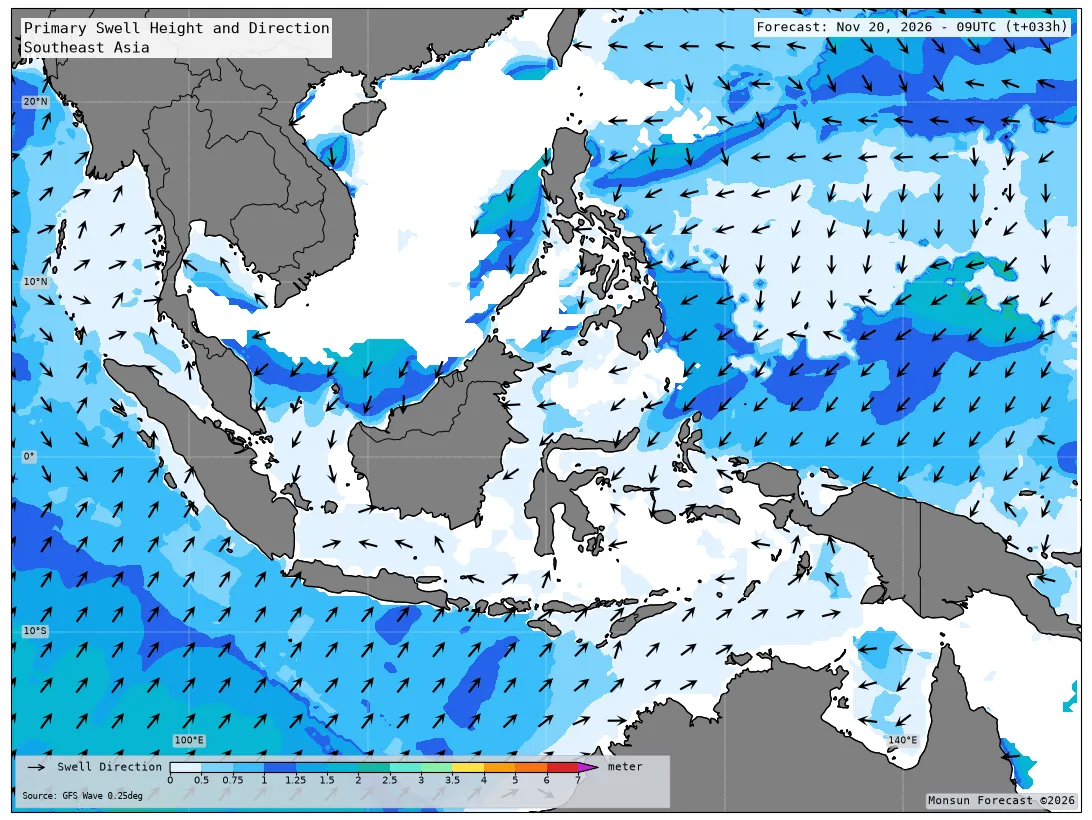 Primary Swell Height and Direction
Southeast Asia
Forecast: Nov 20, 2026 - 09UTC (t+033h)
20°N
10°N
0°
10°S
100°E
140°E
Swell Direction
meter
0 0.5 0.75 1 1.25 1.5 2 2.5 3 3.5 4 5 6 7
Source: GFS Wave 0.25deg
Monsun Forecast ©2026